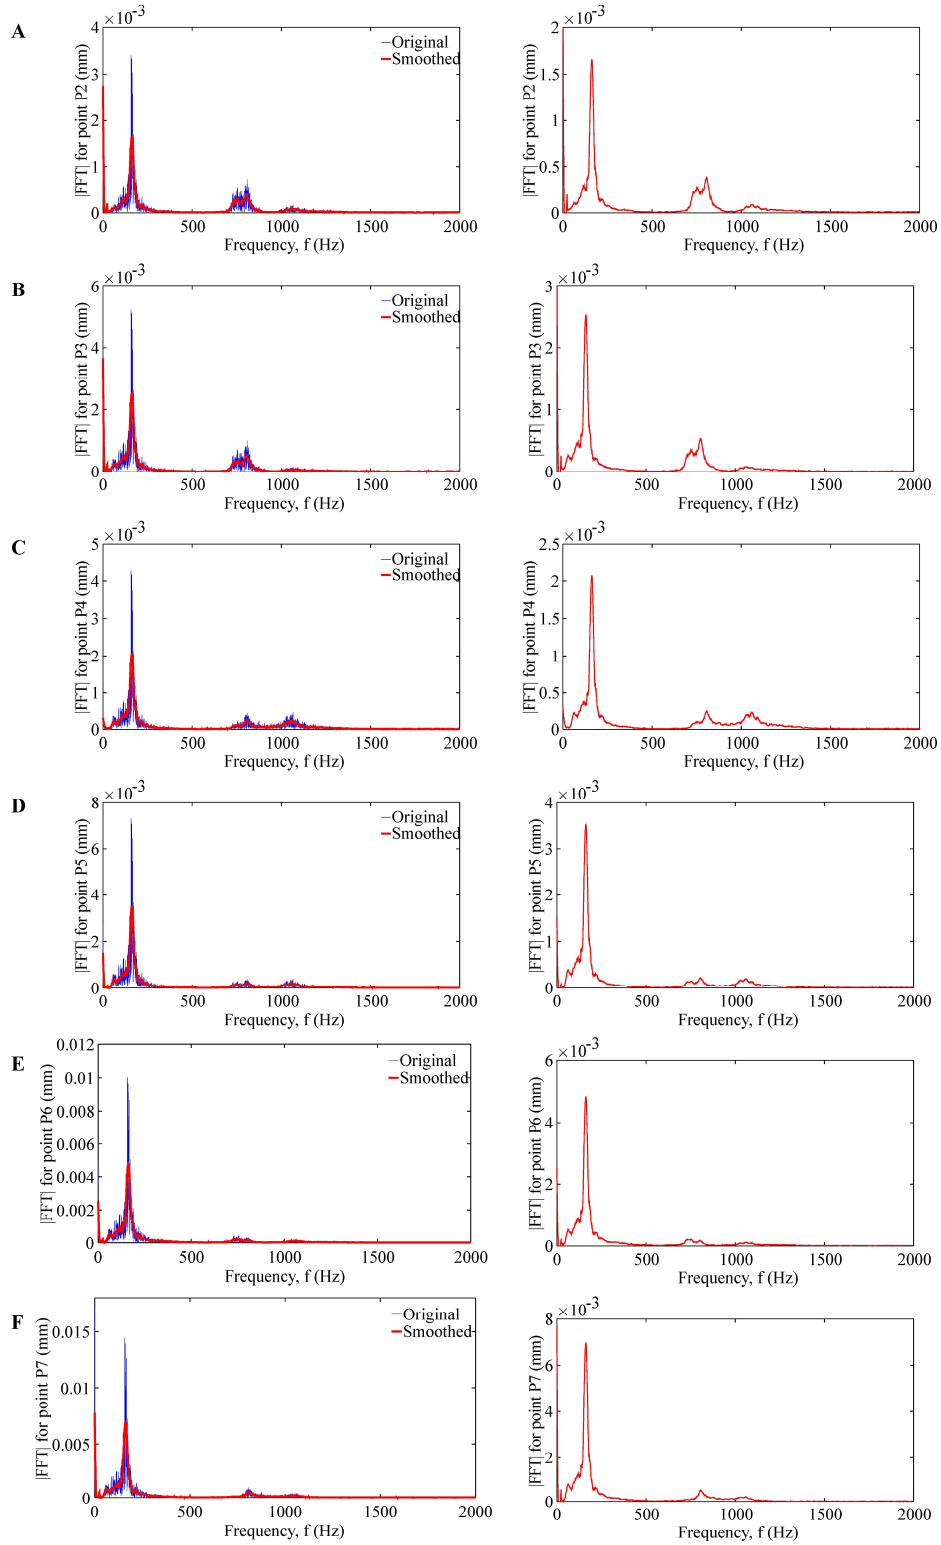 A
×10-3
4
3
2
1
0
|FFT| for point P2 (mm)
Original
Smoothed
0 500 1000 1500 2000
Frequency, f (Hz)
×10-3
2
1.5
1
0.5
0
|FFT| for point P2 (mm)
0 500 1000 1500 2000
Frequency, f (Hz)
B
×10-3
6
4
2
0
|FFT| for point P3 (mm)
Original
Smoothed
0 500 1000 1500 2000
Frequency, f (Hz)
×10-3
3
2
1
0
|FFT| for point P3 (mm)
0 500 1000 1500 2000
Frequency, f (Hz)
C
×10-3
5
4
3
2
1
0
|FFT| for point P4 (mm)
Original
Smoothed
0 500 1000 1500 2000
Frequency, f (Hz)
×10-3
2.5
2
1.5
1
0.5
0
|FFT| for point P4 (mm)
0 500 1000 1500 2000
Frequency, f (Hz)
D
×10-3
8
6
4
2
0
|FFT| for point P5 (mm)
Original
Smoothed
0 500 1000 1500 2000
Frequency, f (Hz)
×10-3
4
3
2
1
0
|FFT| for point P5 (mm)
0 500 1000 1500 2000
Frequency, f (Hz)
E
0.012
0.01
0.008
0.006
0.004
0.002
0
|FFT| for point P6 (mm)
Original
Smoothed
0 500 1000 1500 2000
Frequency, f (Hz)
×10-3
6
4
2
0
|FFT| for point P6 (mm)
0 500 1000 1500 2000
Frequency, f (Hz)
F
0.015
0.01
0.005
0
|FFT| for point P7 (mm)
Original
Smoothed
0 500 1000 1500 2000
Frequency, f (Hz)
×10-3
8
6
4
2
0
|FFT| for point P7 (mm)
0 500 1000 1500 2000
Frequency, f (Hz)